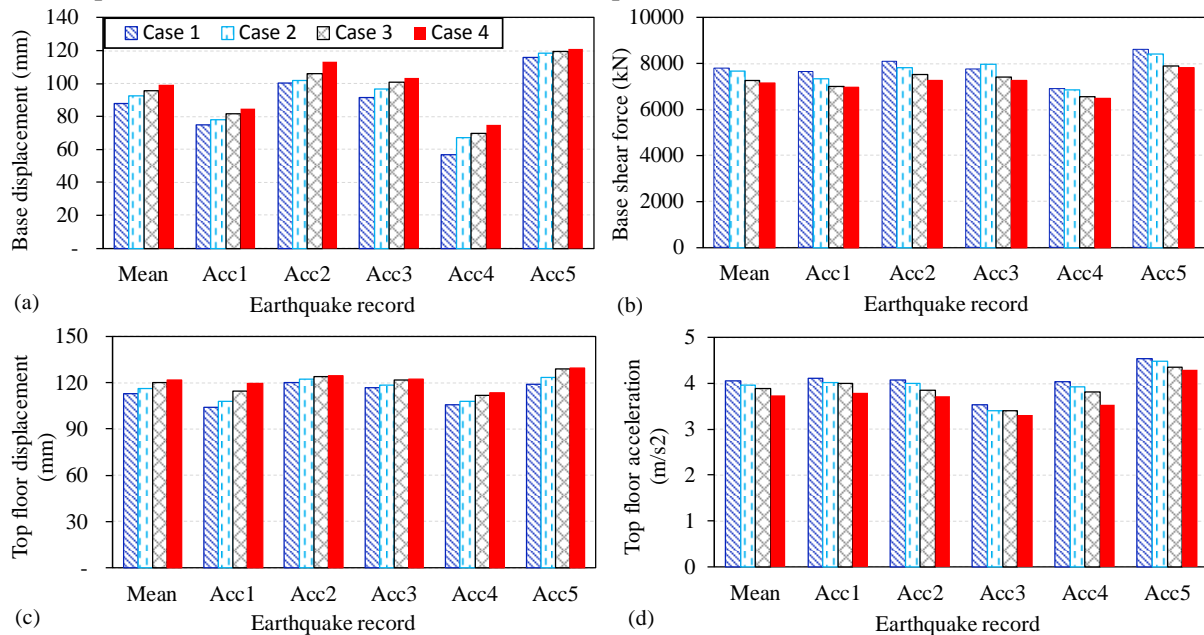 Base displacement (mm)
140
120
100
80
60
40
20
-
Case 1 Case 2 Case 3 Case 4
Mean Acc1 Acc2 Acc3 Acc4 Acc5
(a) Earthquake record
Base shear force (kN)
10000
8000
6000
4000
2000
0
Mean Acc1 Acc2 Acc3 Acc4 Acc5
(b) Earthquake record
Top floor displacement
(mm)
150
120
90
60
30
-
Mean Acc1 Acc2 Acc3 Acc4 Acc5
(c) Earthquake record
Top floor acceleration
(m/s2)
5
4
3
2
1
0
Mean Acc1 Acc2 Acc3 Acc4 Acc5
(d) Earthquake record